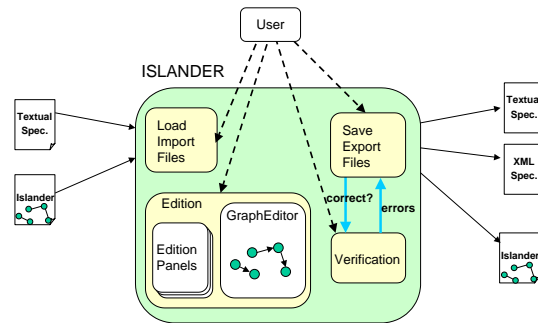 User
ISLANDER
Textual
Spec.
Load
Import
Files
Save
Export
Files
Textual
Spec.
XML
Spec.
Islander
correct?
errors
Edition
GraphEditor
Edition
Panels
Verification
Islander